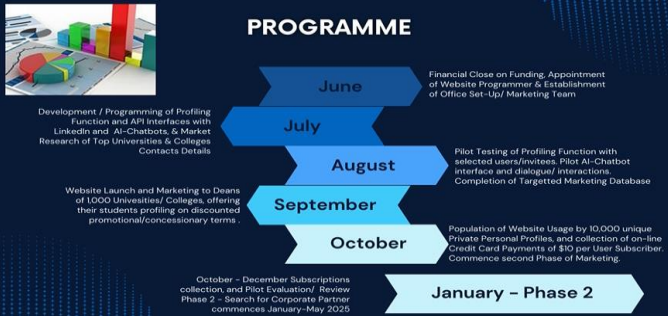 PROGRAMME
June
Financial Close on Funding, Appointment
of Website Programmer & Establishment
of Office Set-Up/ Marketing Team
Development / Programming of Profiling
Function and API Interfaces with
LinkedIn and AI-Chatbots, & Market
Research of Top Universities & Colleges
Contacts Details
July
August
Pilot Testing of Profiling Function with
selected users/invitees. Pilot AI-Chatbot
interface and dialogue/ interactions.
Completion of Targetted Marketing Database
Website Launch and Marketing to Deans
of 1,000 Univesities/ Colleges, offering
their students profiling on discounted
promotional/concessionary terms .
September
October
Population of Website Usage by 10,000 unique
Private Personal Profiles, and collection of on-line
Credit Card Payments of $10 per User Subscriber.
Commence second Phase of Marketing.
October - December Subscriptions
collection, and Pilot Evaluation/ Review
Phase 2 - Search for Corporate Partner
commences January-May 2025
January - Phase 2